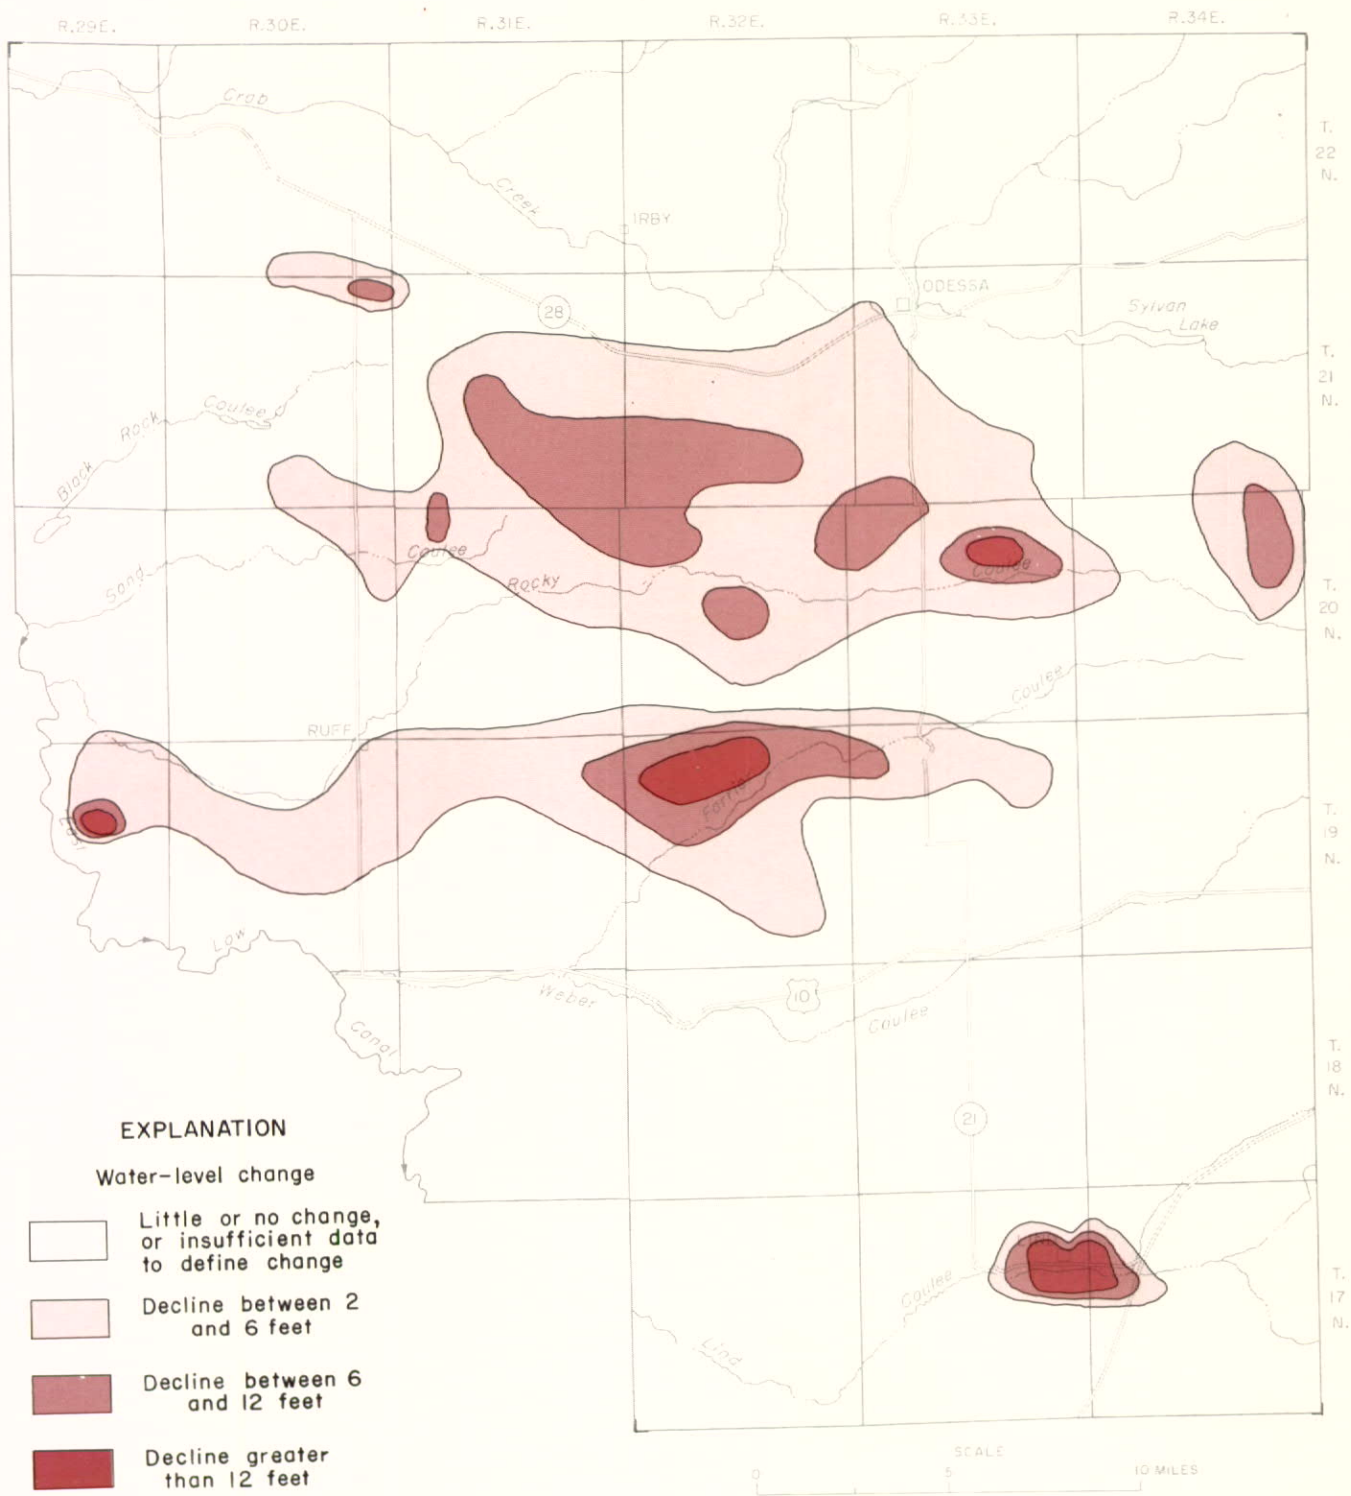 R.29E. R.30E. R.31E. R.32E. R.33E. R.34E.
Crab
Creek
T.
22
N.
IRBY
ODESSA
28
Sylvan
Lake
T.
21
N.
Black Rock Coulee
Sand
Coulee
Rocky
Coulee
T.
20
N.
Coulee
RUFF
Farrier
East
T.
19
N.
Low
Weber
10
Coulee
Canal
T.
18
N.
21
EXPLANATION
Water-level change
Little or no change,
or insufficient data
to define change
Decline between 2
and 6 feet
Decline between 6
and 12 feet
Decline greater
than 12 feet
Coulee
Lind
T.
17
N.
SCALE
0 5 10 MILES